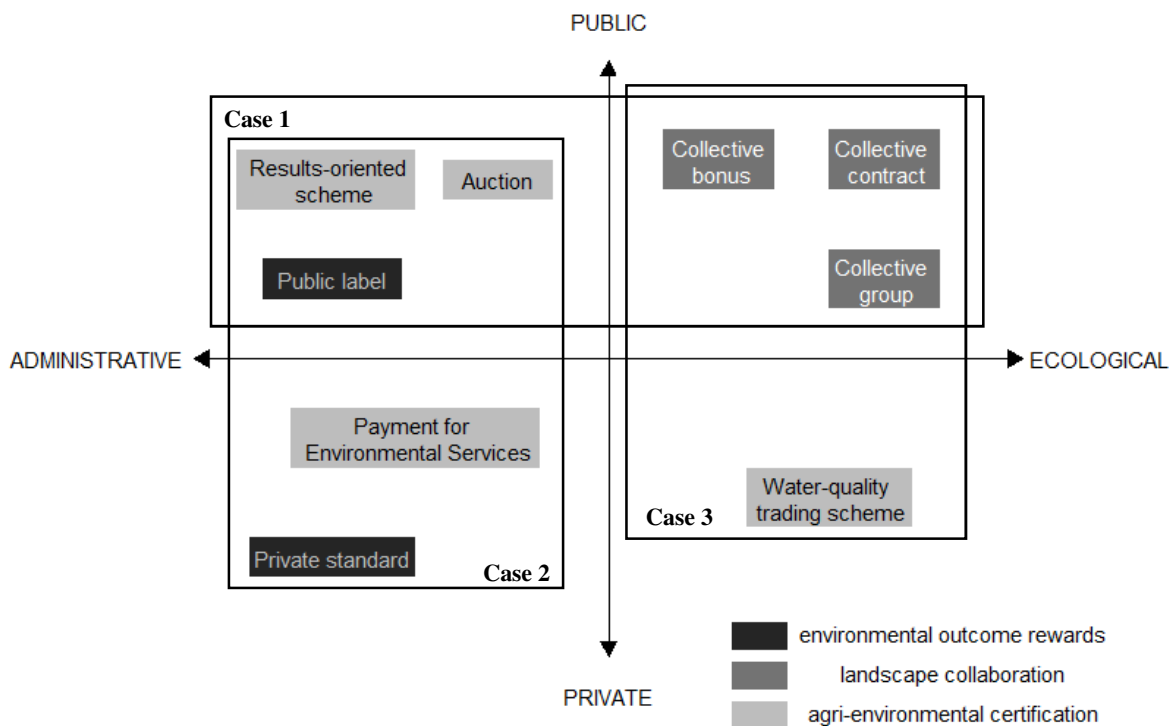 PUBLIC
Case 1
Results-oriented
scheme
Auction
Collective
bonus
Collective
contract
Public label
Collective
group
ADMINISTRATIVE
ECOLOGICAL
Payment for
Environmental Services
Water-quality
trading scheme
Case 3
Private standard
Case 2
environmental outcome rewards
landscape collaboration
PRIVATE
agri-environmental certification